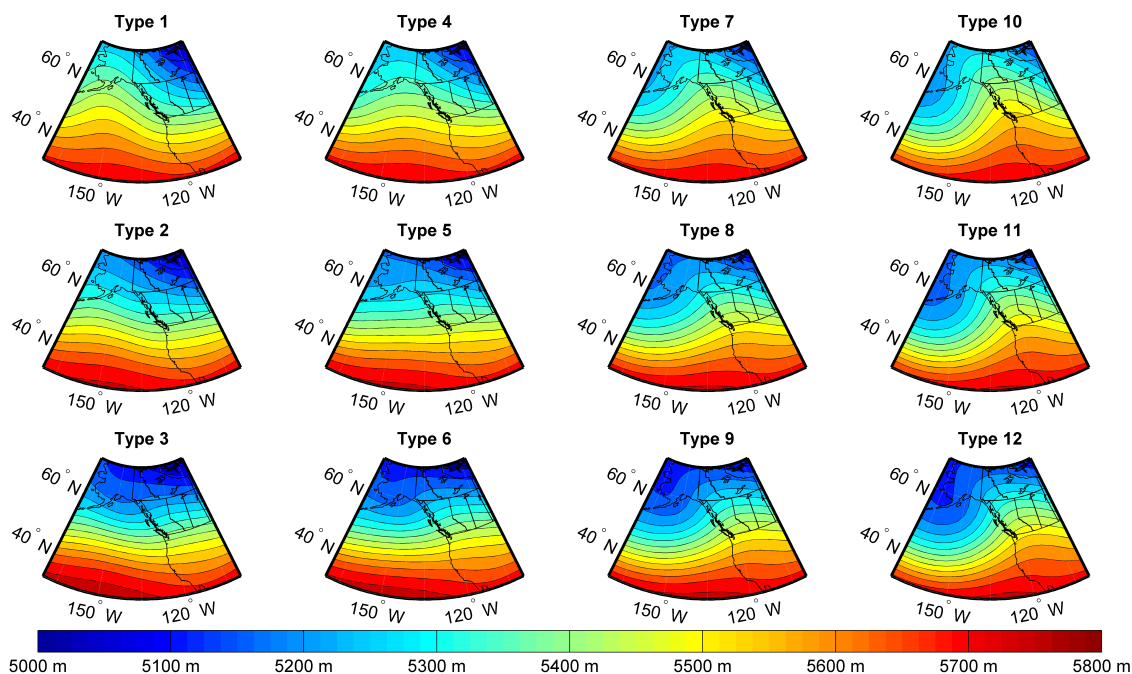 Type 1 Type 4 Type 7 Type 10
60 ° N 60 ° N 60 ° N 60 ° N
40 ° N 40 ° N 40 ° N 40 ° N
150 ° W 120 ° W 150 ° W 120 ° W 150 ° W 120 ° W 150 ° W 120 ° W
Type 2 Type 5 Type 8 Type 11
60 ° N 60 ° N 60 ° N 60 ° N
40 ° N 40 ° N 40 ° N 40 ° N
150 ° W 120 ° W 150 ° W 120 ° W 150 ° W 120 ° W 150 ° W 120 ° W
Type 3 Type 6 Type 9 Type 12
60 ° N 60 ° N 60 ° N 60 ° N
40 ° N 40 ° N 40 ° N 40 ° N
150 ° W 120 ° W 150 ° W 120 ° W 150 ° W 120 ° W 150 ° W 120 ° W
5000 m 5100 m 5200 m 5300 m 5400 m 5500 m 5600 m 5700 m 5800 m